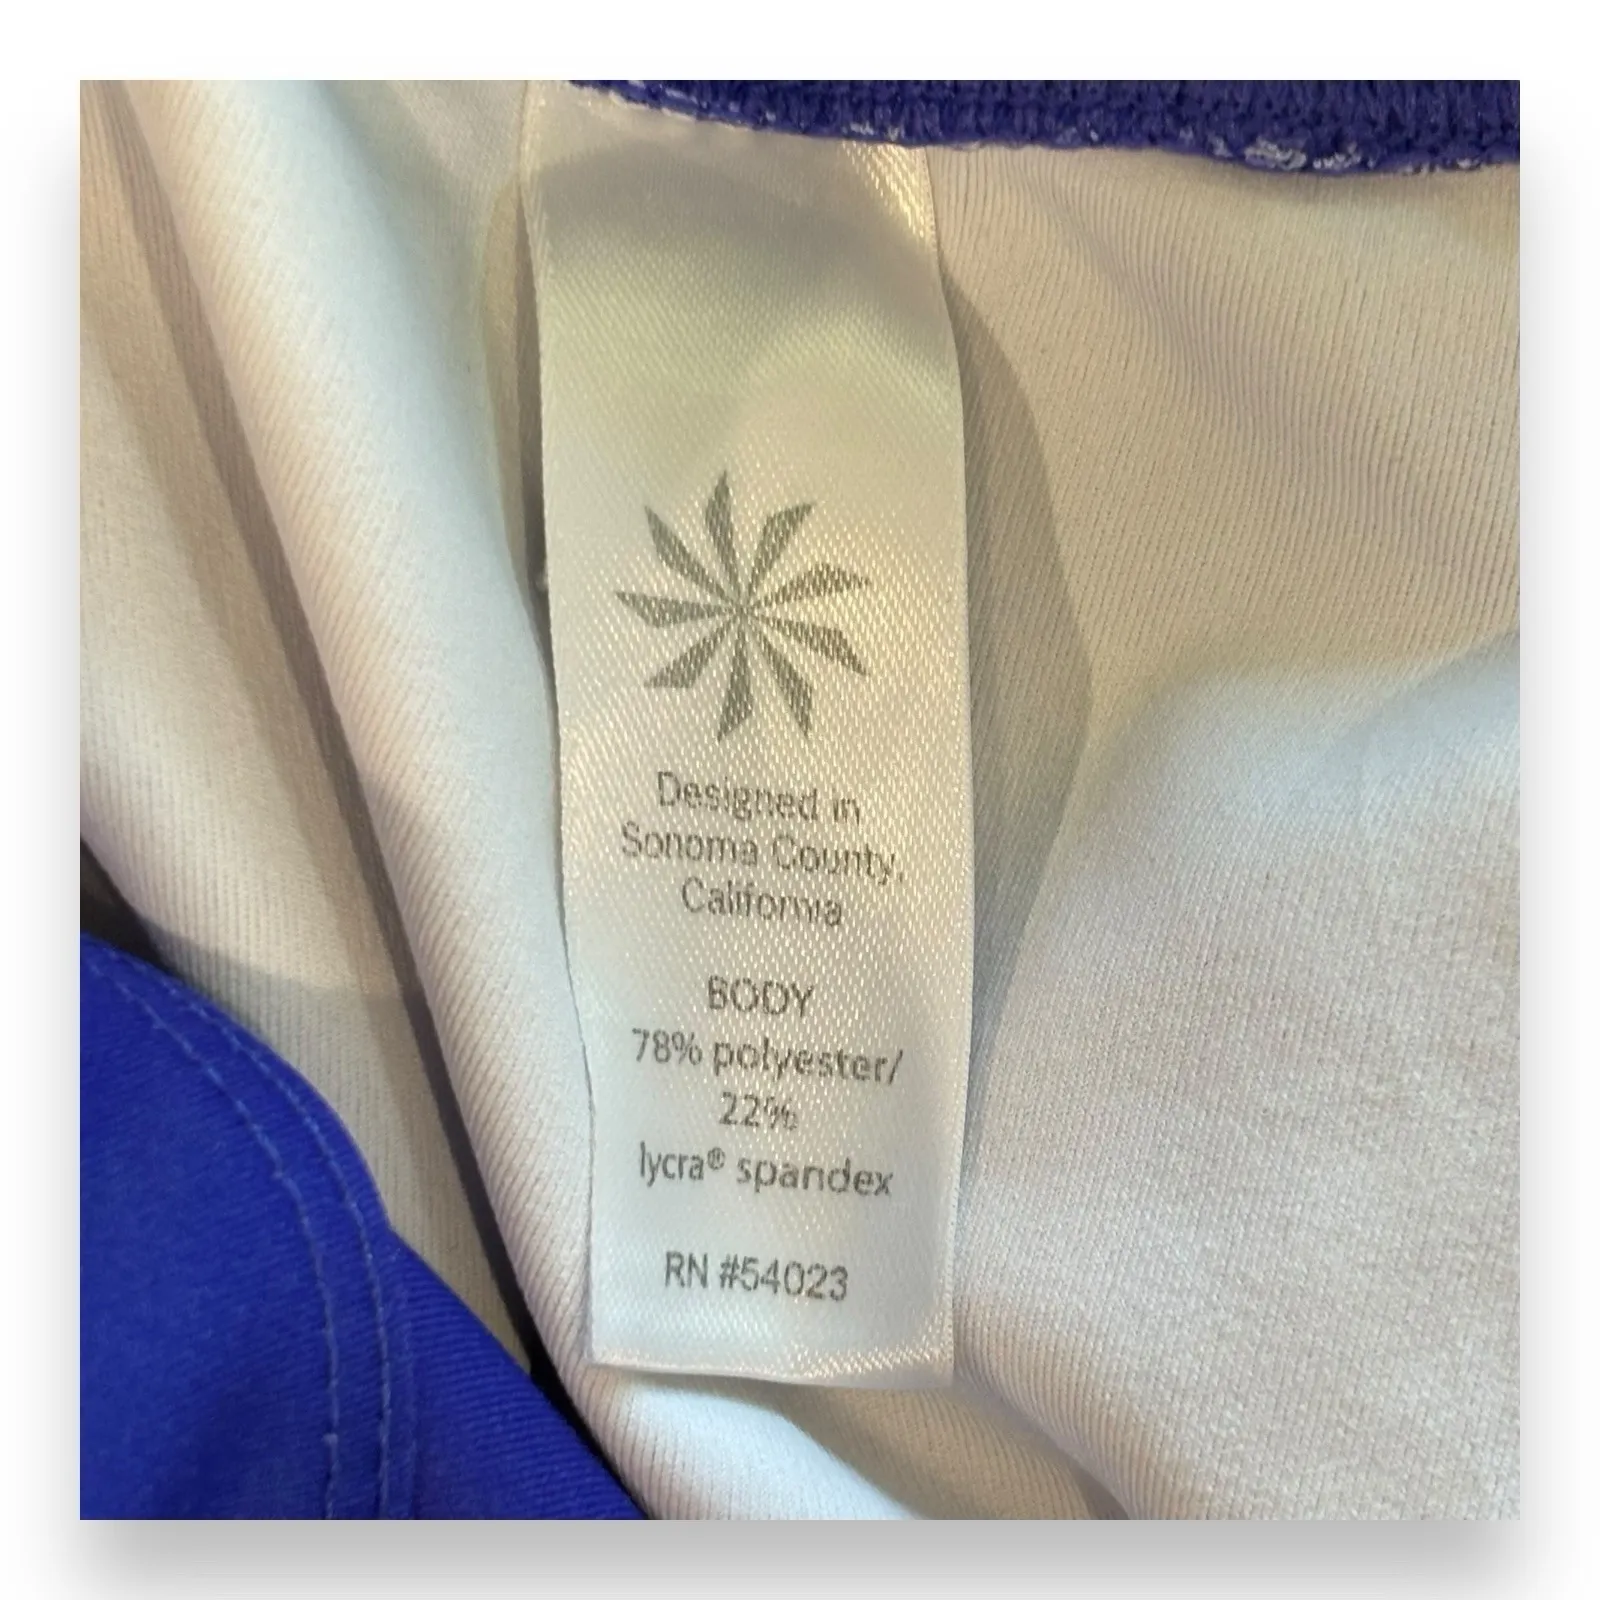 Designed in
Sonoma County,
California
BODY
78% polyester/
22%
lycra® spandex
RN #54023